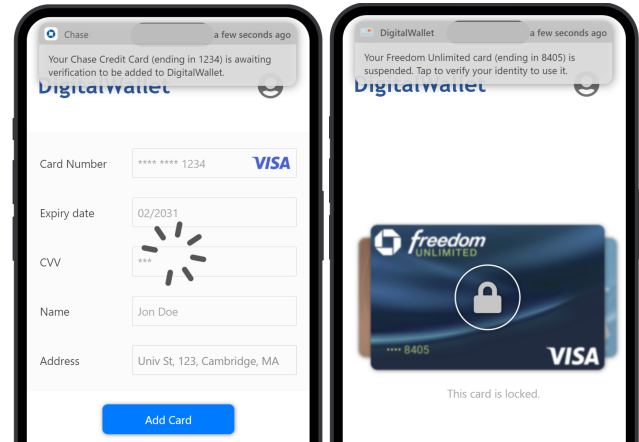 Chase a few seconds ago
Your Chase Credit Card (ending in 1234) is awaiting
verification to be added to DigitalWallet.
DigitalWallet
Card Number **** **** 1234 VISA
Expiry date 02/2031
CVV ***
Name Jon Doe
Address Univ St, 123, Cambridge, MA
Add Card
DigitalWallet a few seconds ago
Your Freedom Unlimited card (ending in 8405) is
suspended. Tap to verify your identity to use it.
DigitalWallet
freedom
UNLIMITED
•••• 8405
VISA
This card is locked.